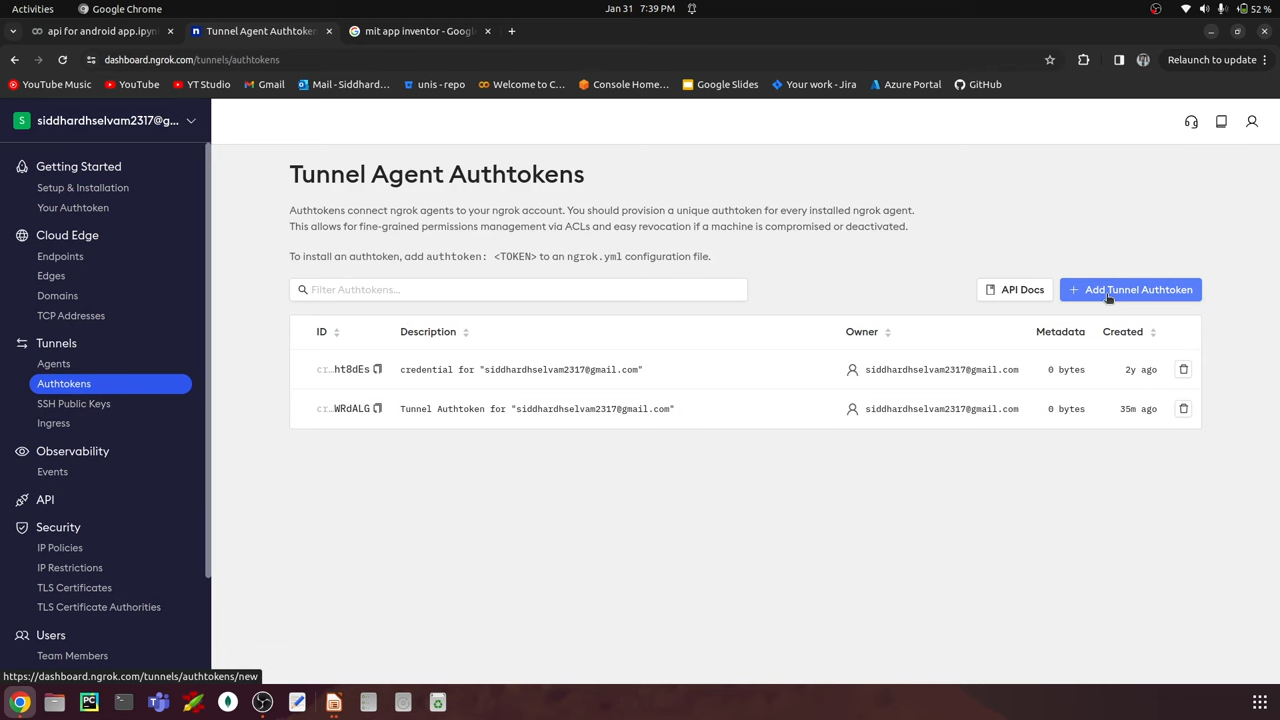 Activities
Google Chrome
Jan 31 7:39 PM
52 %
api for android app.ipynb
Tunnel Agent Authtoken
mit app inventor - Google
dashboard.ngrok.com/tunnels/authtokens
Relaunch to update
YouTube Music
YouTube
YT Studio
Gmail
Mail - Siddhard...
unis - repo
Welcome to C...
Console Home...
Google Slides
Your work - Jira
Azure Portal
GitHub
S
siddhardhselvam2317@g...
Getting Started
Setup & Installation
Your Authtoken
Cloud Edge
Endpoints
Edges
Domains
TCP Addresses
Tunnels
Agents
Authtokens
SSH Public Keys
Ingress
Observability
Events
API
Security
IP Policies
IP Restrictions
TLS Certificates
TLS Certificate Authorities
Users
Team Members
Tunnel Agent Authtokens
Authtokens connect ngrok agents to your ngrok account. You should provision a unique authtoken for every installed ngrok agent.
This allows for fine-grained permissions management via ACLs and easy revocation if a machine is compromised or deactivated.
To install an authtoken, add authtoken: <TOKEN> to an ngrok.yml configuration file.
Filter Authtokens...
API Docs
+ Add Tunnel Authtoken
ID Description Owner Metadata Created
cr…ht8dEs credential for "siddhardhselvam2317@gmail.com" siddhardhselvam2317@gmail.com 0 bytes 2y ago
cr…WRdALG Tunnel Authtoken for "siddhardhselvam2317@gmail.com" siddhardhselvam2317@gmail.com 0 bytes 35m ago
https://dashboard.ngrok.com/tunnels/authtokens/new
PC